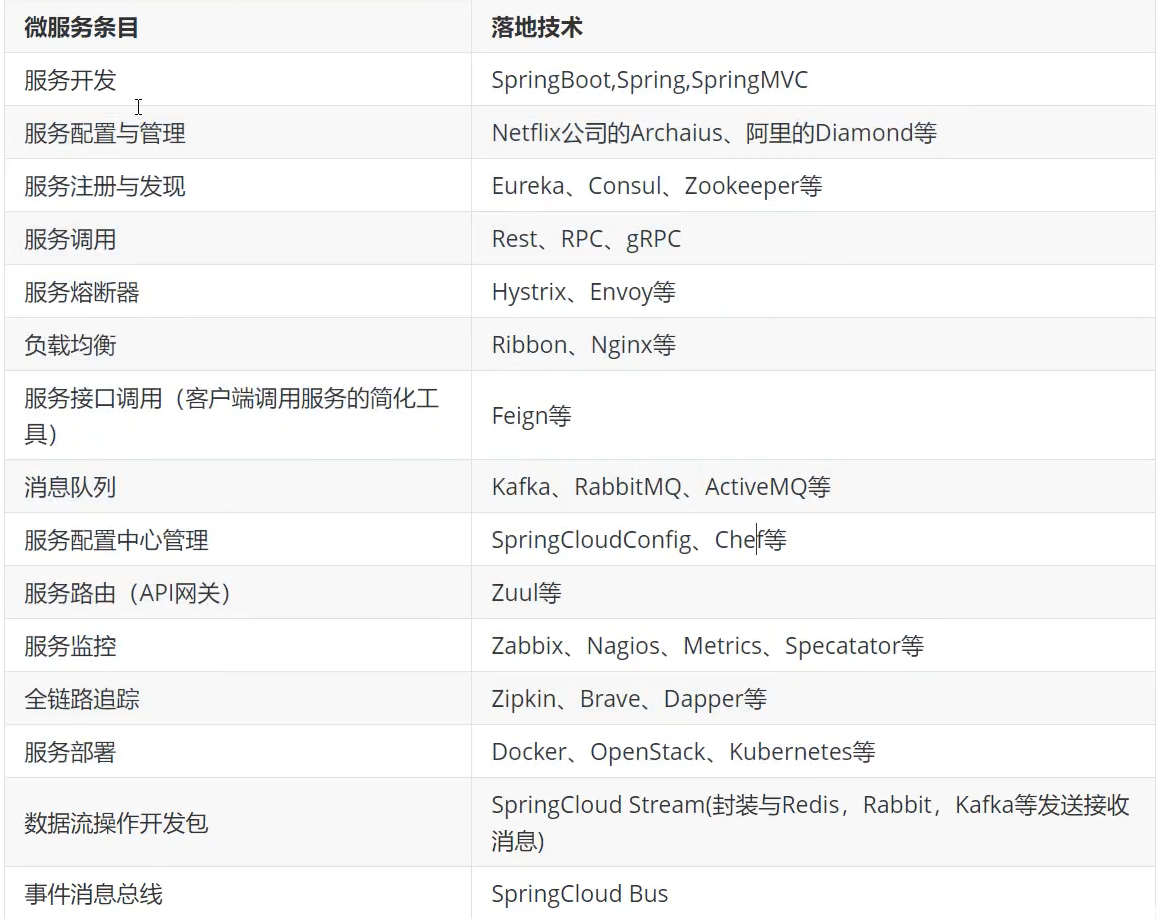 微服务条目
落地技术
服务开发
SpringBoot,Spring,SpringMVC
服务配置与管理
Netflix公司的Archaius、阿里的Diamond等
服务注册与发现
Eureka、Consul、Zookeeper等
服务调用
Rest、RPC、gRPC
服务熔断器
Hystrix、Envoy等
负载均衡
Ribbon、Nginx等
服务接口调用（客户端调用服务的简化工
具）
Feign等
消息队列
Kafka、RabbitMQ、ActiveMQ等
服务配置中心管理
SpringCloudConfig、Chef等
服务路由（API网关）
Zuul等
服务监控
Zabbix、Nagios、Metrics、Specatator等
全链路追踪
Zipkin、Brave、Dapper等
服务部署
Docker、OpenStack、Kubernetes等
数据流操作开发包
SpringCloud Stream(封装与Redis，Rabbit，Kafka等发送接收
消息)
事件消息总线
SpringCloud Bus